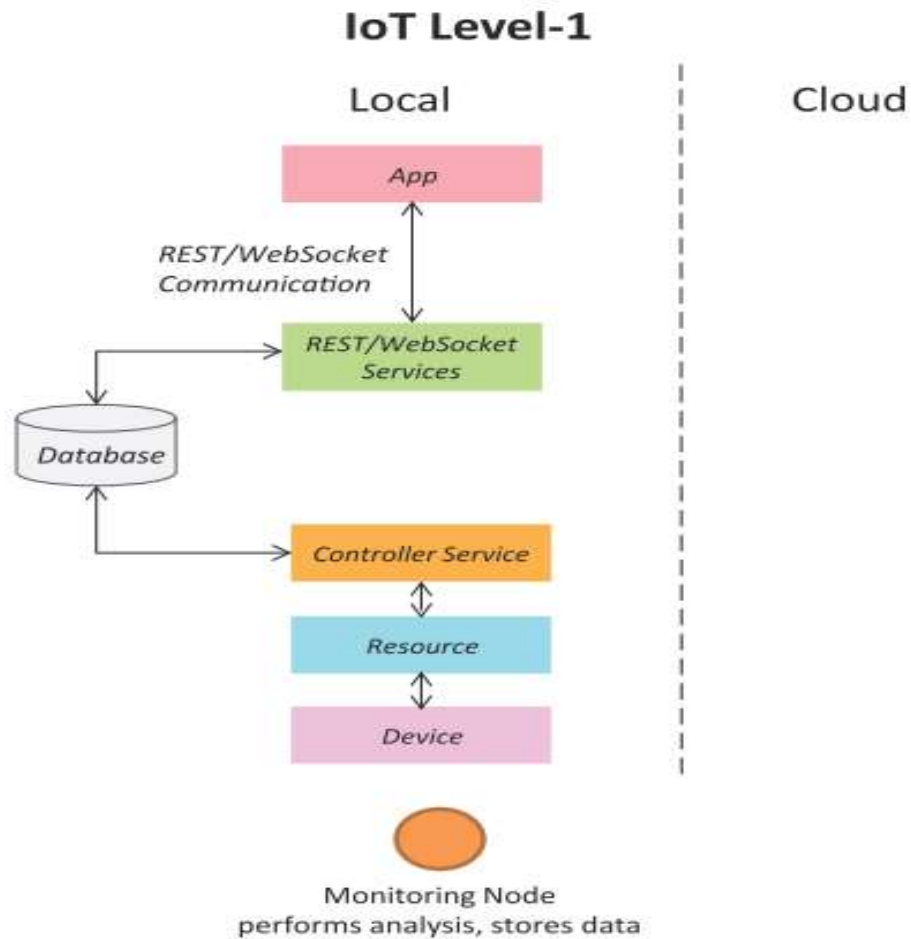 IoT Level-1
Local
Cloud
App
REST/WebSocket
Communication
REST/WebSocket
Services
Database
Controller Service
Resource
Device
Monitoring Node
performs analysis, stores data